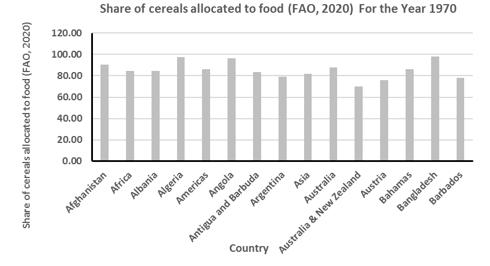 Share of cereals allocated to food (FAO, 2020) For the Year 1970
Share of cereals allocated to food (FAO, 2020)
120.00
100.00
80.00
60.00
40.00
20.00
0.00
Afghanistan
Africa
Albania
Algeria
Americas
Angola
Antigua and Barbuda
Argentina
Asia
Australia
Australia & New Zealand
Austria
Bahamas
Bangladesh
Barbados
Country